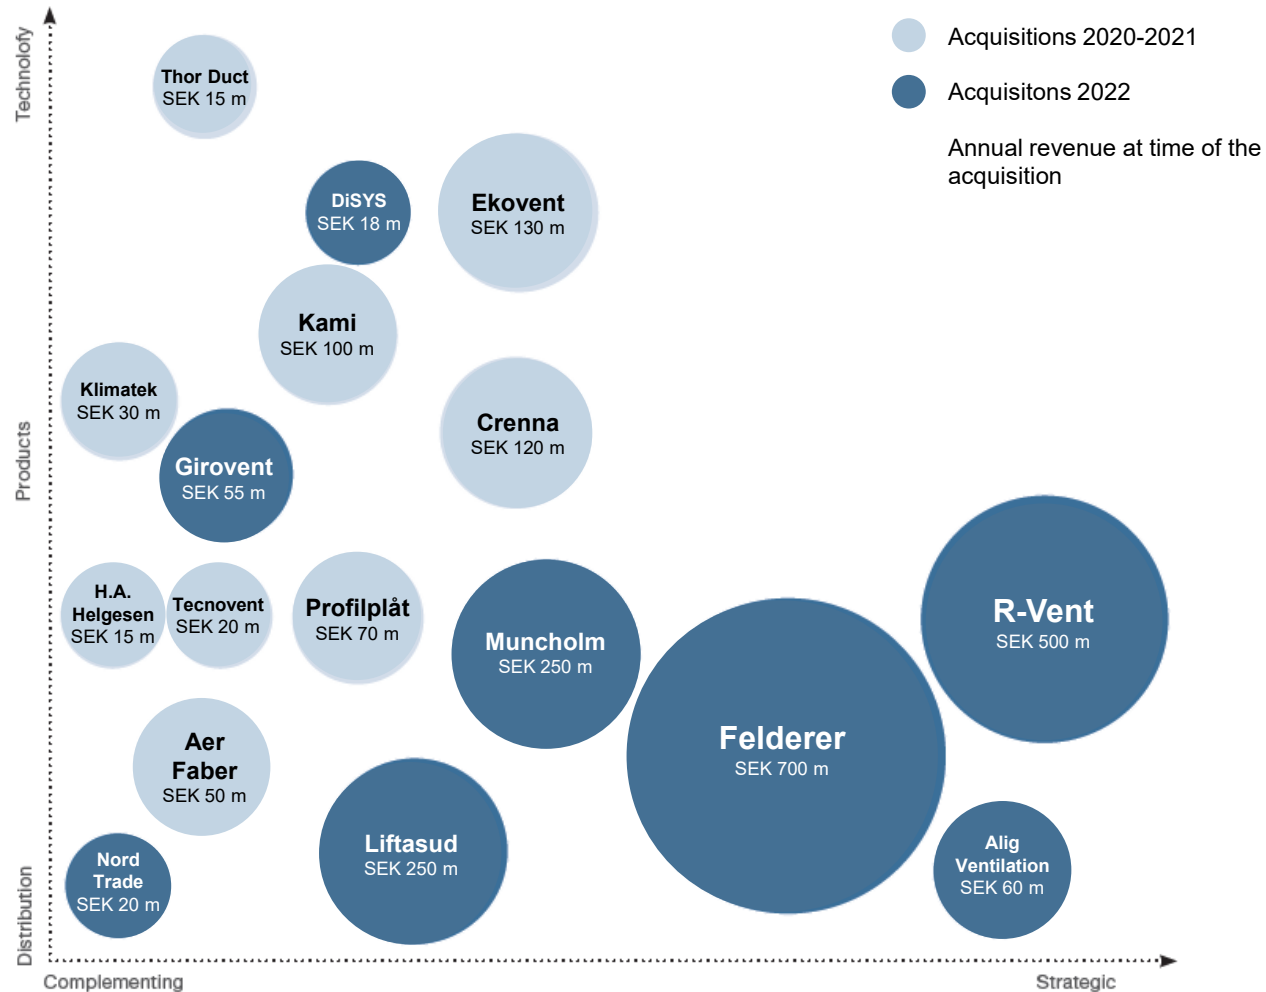 Technolofy
Products
Distribution
Thor Duct
SEK 15 m
DiSYS
SEK 18 m
Ekovent
SEK 130 m
Kami
SEK 100 m
Klimatek
SEK 30 m
Girovent
SEK 55 m
Crenna
SEK 120 m
H.A.
Helgesen
SEK 15 m
Tecnovent
SEK 20 m
Profilplåt
SEK 70 m
Muncholm
SEK 250 m
Felderer
SEK 700 m
R-Vent
SEK 500 m
Aer
Faber
SEK 50 m
Nord
Trade
SEK 20 m
Liftasud
SEK 250 m
Alig
Ventilation
SEK 60 m
Acquisitions 2020-2021
Acquisitons 2022
Annual revenue at time of the
acquisition
Complementing
Strategic